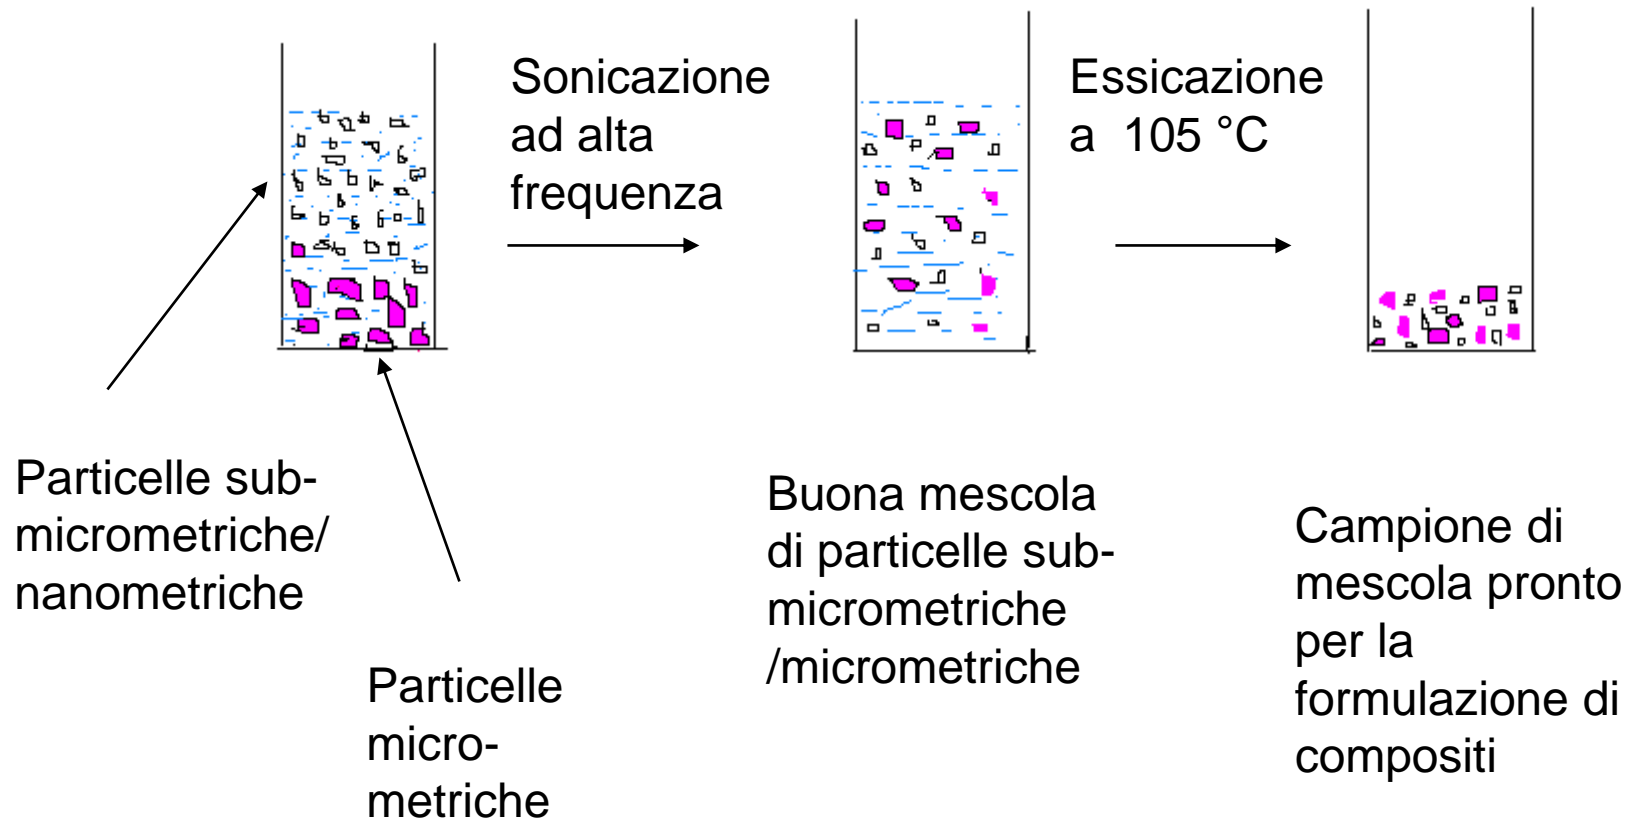 Sonicazione
ad alta
frequenza
Essicazione
a 105 °C
Particelle sub-
micrometriche/
nanometriche
Particelle
micro-
metriche
Buona mescola
di particelle sub-
micrometriche
/micrometriche
Campione di
mescola pronto
per la
formulazione di
compositi